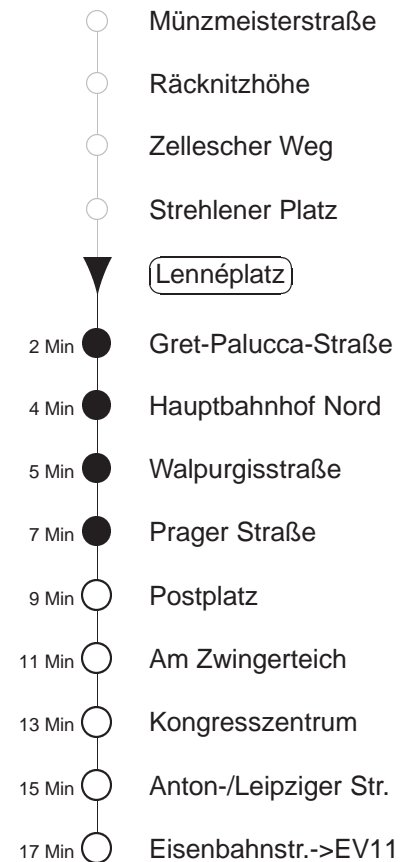 Münzmeisterstraße
Räcknitzhöhe
Zellescher Weg
Strehlener Platz
Lennéplatz
2 Min Gret-Palucca-Straße
4 Min Hauptbahnhof Nord
5 Min Walpurgisstraße
7 Min Prager Straße
9 Min Postplatz
11 Min Am Zwingerteich
13 Min Kongresszentrum
15 Min Anton-/Leipziger Str.
17 Min Eisenbahnstr.->EV11